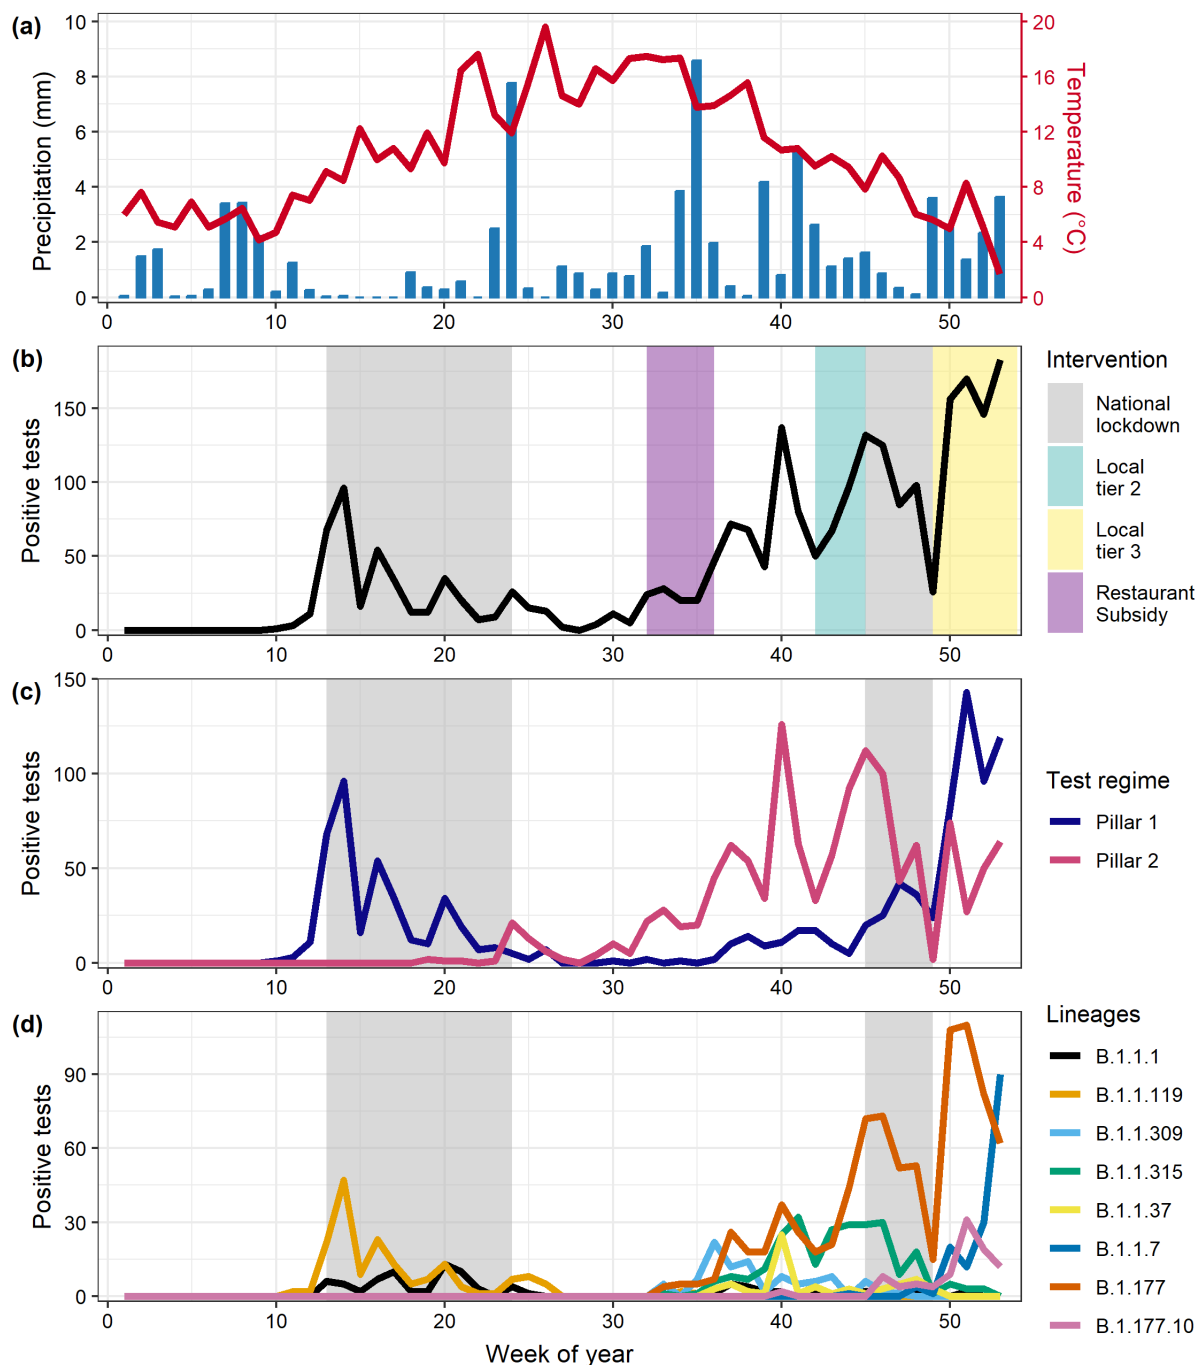 (a)
Precipitation (mm)
10
8
6
4
2
0
20
16
12
8
4
0
Temperature (°C)
0
10
20
30
40
50
(b)
Positive tests
150
100
50
0
0
10
20
30
40
50
Intervention
National
lockdown
Local
tier 2
Local
tier 3
Restaurant
Subsidy
(c)
Positive tests
150
100
50
0
0
10
20
30
40
50
Test regime
Pillar 1
Pillar 2
(d)
Positive tests
90
60
30
0
0
10
20
30
40
50
Week of year
Lineages
B.1.1.1
B.1.1.119
B.1.1.309
B.1.1.315
B.1.1.37
B.1.1.7
B.1.177
B.1.177.10